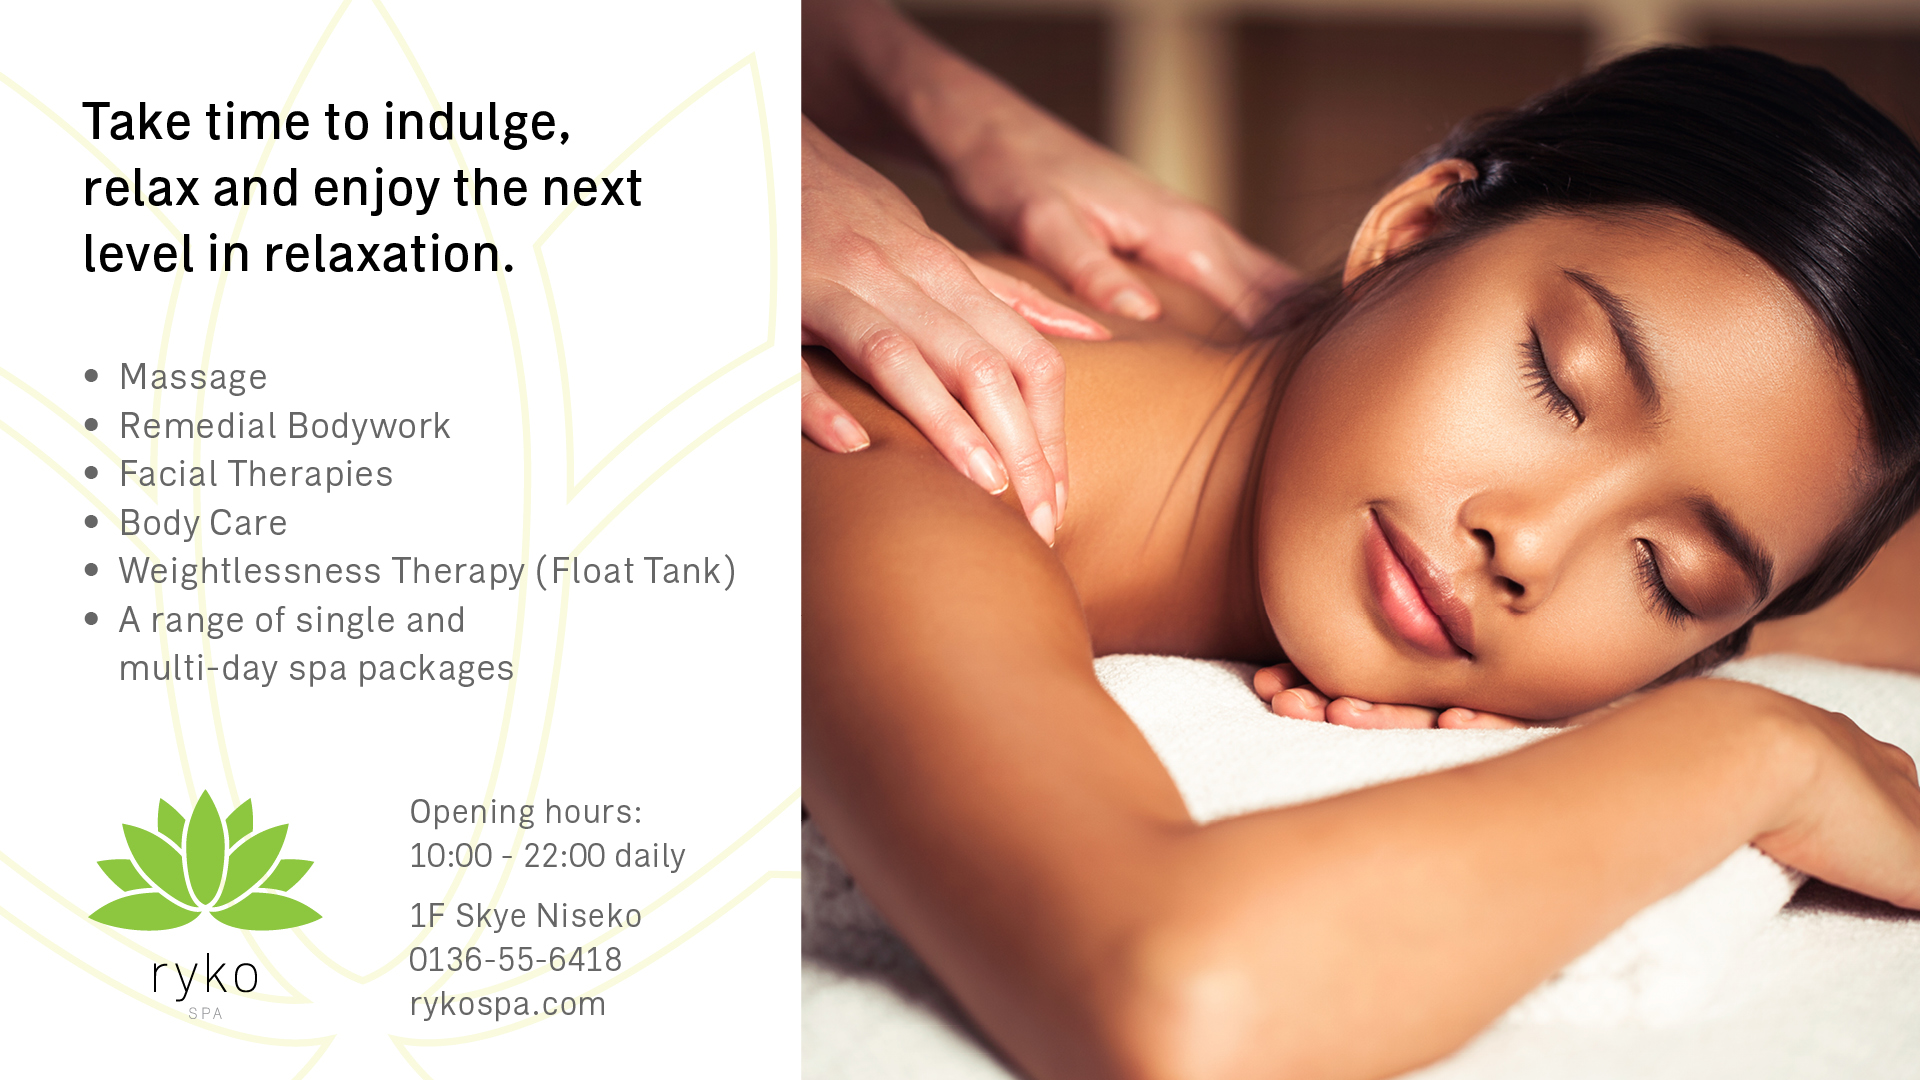 Take time to indulge,
relax and enjoy the next
level in relaxation.
• Massage
• Remedial Bodywork
• Facial Therapies
• Body Care
• Weightlessness Therapy (Float Tank)
• A range of single and
multi-day spa packages
ryko
SPA
Opening hours:
10:00 - 22:00 daily
1F Skye Niseko
0136-55-6418
rykospa.com